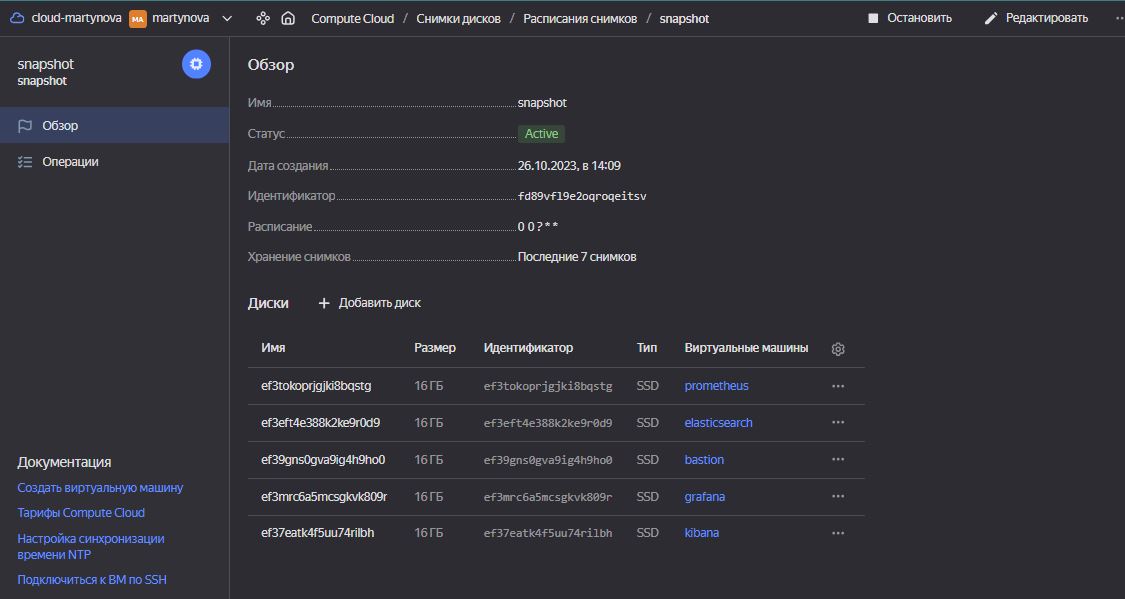 cloud-martynova MA martynova Compute Cloud / Снимки дисков / Расписания снимков / snapshot Остановить Редактировать
snapshot
snapshot
Обзор
Операции
Документация
Создать виртуальную машину
Тарифы Compute Cloud
Настройка синхронизации
времени NTP
Подключиться к ВМ по SSH
Обзор
Имя snapshot
Статус Active
Дата создания 26.10.2023, в 14:09
Идентификатор fd89vfl9e2oqroqeitsv
Расписание 0 0 ? * *
Хранение снимков Последние 7 снимков
Диски + Добавить диск
Имя Размер Идентификатор Тип Виртуальные машины
ef3tokoprjgjki8bqstg 16 ГБ ef3tokoprjgjki8bqstg SSD prometheus
ef3eft4e388k2ke9r0d9 16 ГБ ef3eft4e388k2ke9r0d9 SSD elasticsearch
ef39gns0gva9ig4h9ho0 16 ГБ ef39gns0gva9ig4h9ho0 SSD bastion
ef3mrc6a5mcsgkvk809r 16 ГБ ef3mrc6a5mcsgkvk809r SSD grafana
ef37eatk4f5uu74rilbh 16 ГБ ef37eatk4f5uu74rilbh SSD kibana